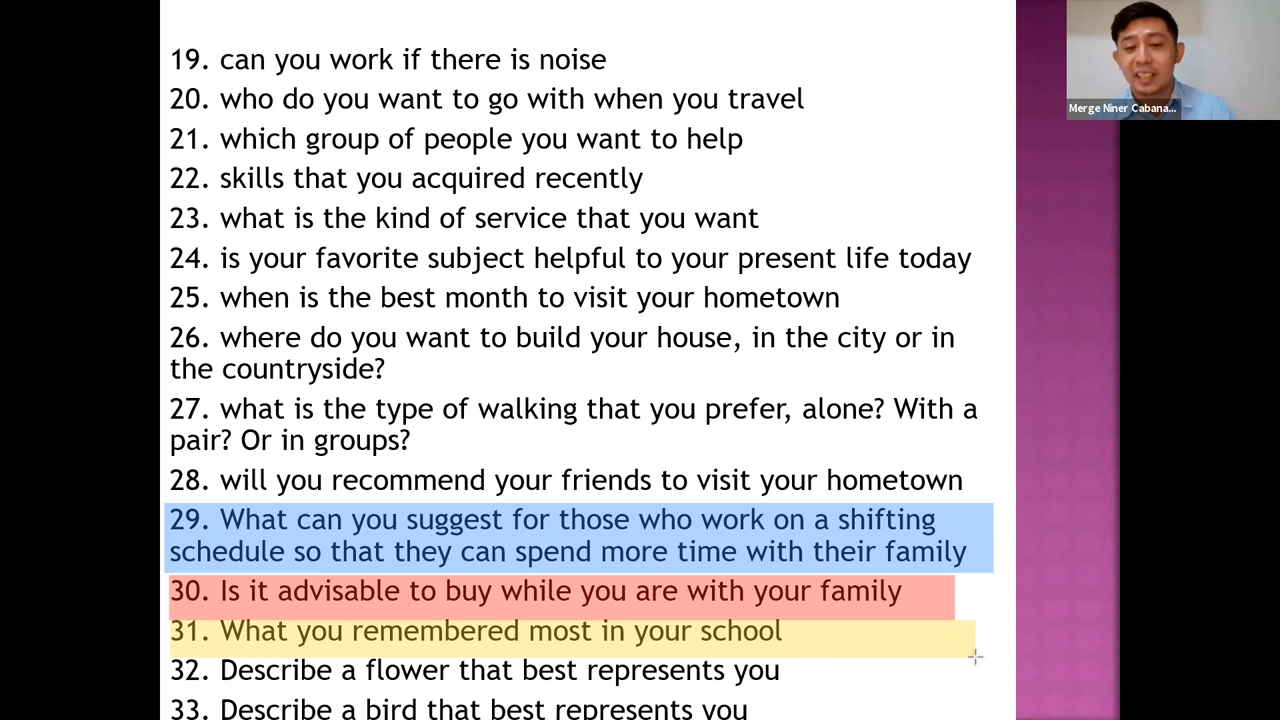 Merge Niner Cabana...
19. can you work if there is noise
20. who do you want to go with when you travel
21. which group of people you want to help
22. skills that you acquired recently
23. what is the kind of service that you want
24. is your favorite subject helpful to your present life today
25. when is the best month to visit your hometown
26. where do you want to build your house, in the city or in
the countryside?
27. what is the type of walking that you prefer, alone? With a
pair? Or in groups?
28. will you recommend your friends to visit your hometown
29. What can you suggest for those who work on a shifting
schedule so that they can spend more time with their family
30. Is it advisable to buy while you are with your family
31. What you remembered most in your school
32. Describe a flower that best represents you
33. Describe a bird that best represents you